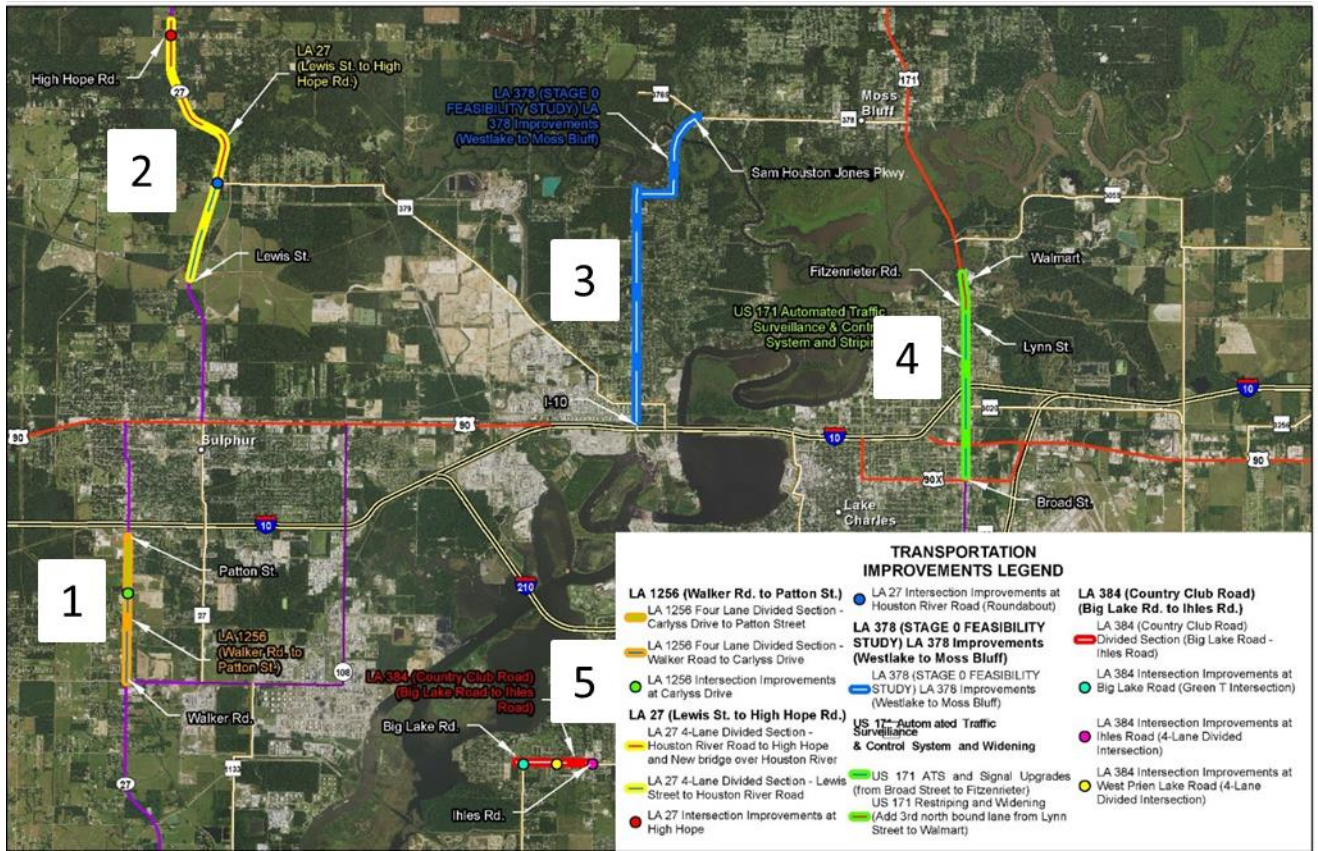 High Hope Rd.
27
LA 27
(Lewis St. to High
Hope Rd.)
2
Lewis St.
379
LA 378 (STAGE 0
FEASIBILITY STUDY) LA
378 Improvements
(Westlake to Moss Bluff)
378
Sam Houston Jones Pkwy.
3
I-10
171
Moss
Bluff
3059
Walmart
Fitzenrieter Rd.
US 171 Automated Traffic
Surveillance & Contr
System and Stripin
4
Lynn St.
10
3020
3256
90
Sulphur
90
10
90X
90
Broad St.
Lake
Charles
10
Patton St.
1
27
LA 1256
(Walker Rd. to
Patton St.)
108
Walker Rd.
27
1133
210
LA 384 (Country Club Road)
(Big Lake Road to Ihles
Road)
5
Big Lake Rd.
Ihles Rd.
TRANSPORTATION
IMPROVEMENTS LEGEND
LA 1256 (Walker Rd. to Patton St.)
LA 1256 Four Lane Divided Section -
Carlyss Drive to Patton Street
LA 1256 Four Lane Divided Section -
Walker Road to Carlyss Drive
LA 1256 Intersection Improvements
at Carlyss Drive
LA 27 (Lewis St. to High Hope Rd.)
LA 27 4-Lane Divided Section -
Houston River Road to High Hope
and New bridge over Houston River
LA 27 4-Lane Divided Section - Lewis
Street to Houston River Road
LA 27 Intersection Improvements at
High Hope
LA 27 Intersection Improvements at
Houston River Road (Roundabout)
LA 378 (STAGE 0 FEASIBILITY
STUDY) LA 378 Improvements
(Westlake to Moss Bluff)
LA 378 (STAGE 0 FEASIBILITY
STUDY) LA 378 Improvements
(Westlake to Moss Bluff)
US 171 Automated Traffic
Surveillance
& Control System and Widening
US 171 ATS and Signal Upgrades
(from Broad Street to Fitzenrieter)
US 171 Restriping and Widening
(Add 3rd north bound lane from Lynn
Street to Walmart)
LA 384 (Country Club Road)
(Big Lake Rd. to Ihles Rd.)
LA 384 (Country Club Road)
Divided Section (Big Lake Road -
Ihles Road)
LA 384 Intersection Improvements at
Big Lake Road (Green T Intersection)
LA 384 Intersection Improvements at
Ihles Road (4-Lane Divided
Intersection)
LA 384 Intersection Improvements at
West Prien Lake Road (4-Lane
Divided Intersection)